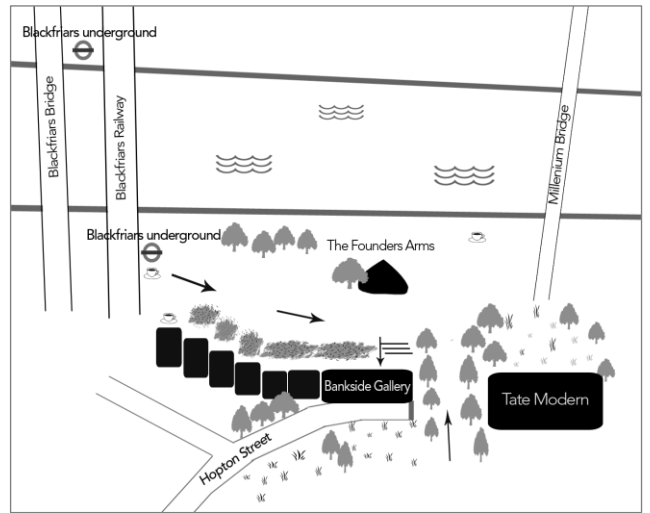 Blackfriars underground
Blackfriars Bridge
Blackfriars Railway
Millenium Bridge
Blackfriars underground
The Founders Arms
Bankside Gallery
Tate Modern
Hopton Street